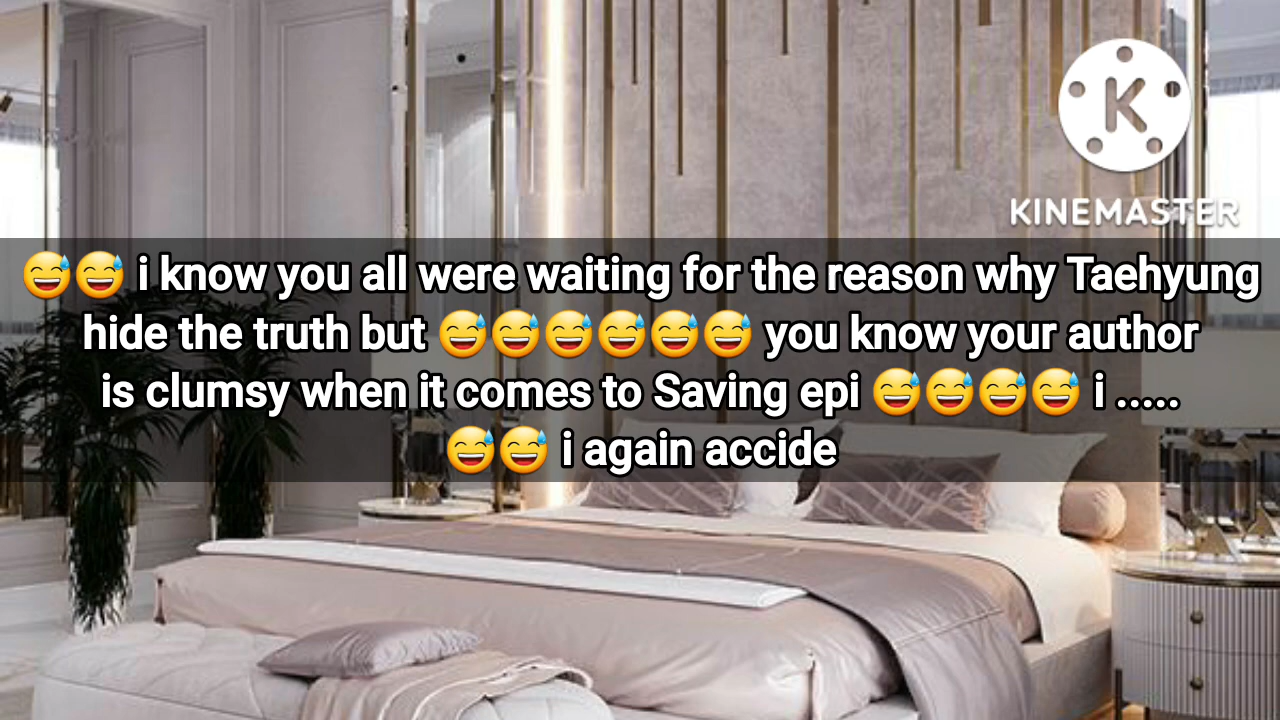 K
KINEMASTER
😅😅 i know you all were waiting for the reason why Taehyung
hide the truth but 😅😅😅😅😅😅 you know your author
is clumsy when it comes to Saving epi 😅😅😅😅 i .....
😅😅 i again accide